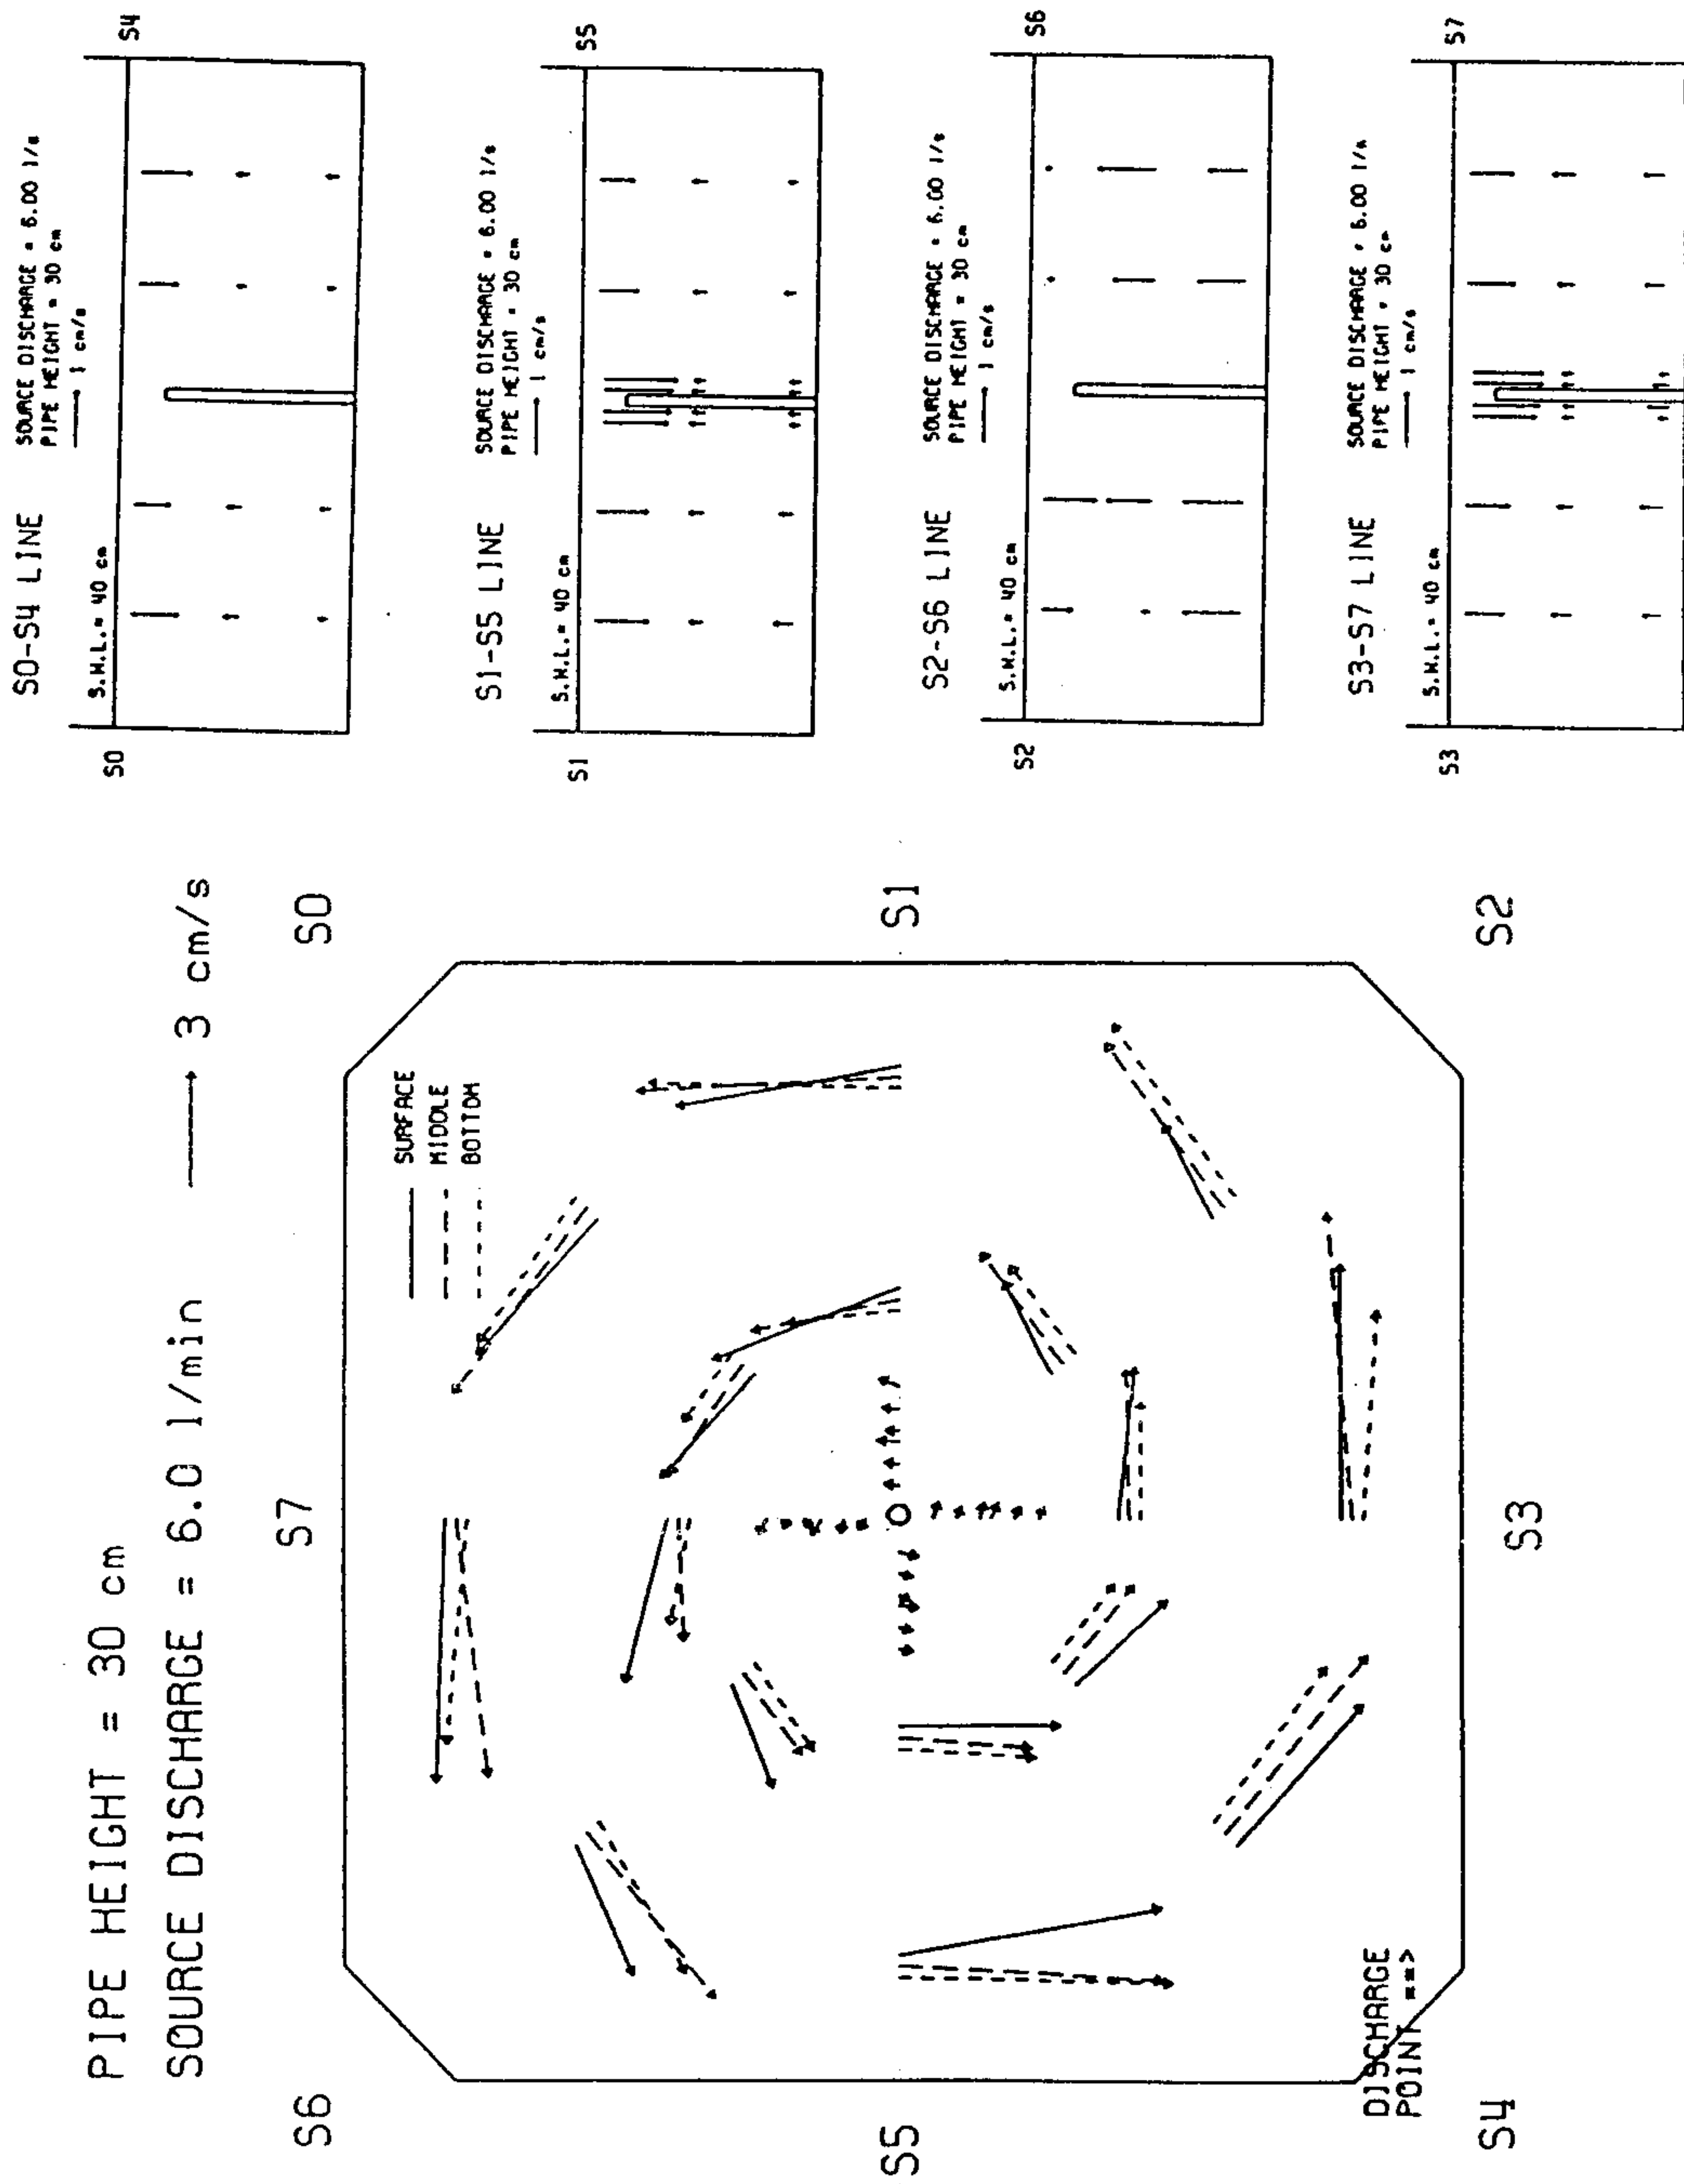 PIPE HEIGHT = 30 cm
SOURCE DISCHARGE = 6.0 l/min
3 cm/s
S6
S7
S0
SURFACE
MIDDLE
BOTTOM
S5
S1
DISCHARGE
POINT ==>
S4
S3
S2
S0-S4 LINE
SOURCE DISCHARGE = 6.00 l/s
PIPE HEIGHT = 30 cm
1 cm/s
S.W.L.= 40 cm
S0
S4
S1-S5 LINE
SOURCE DISCHARGE = 6.00 l/s
PIPE HEIGHT = 30 cm
1 cm/s
S.W.L.= 40 cm
S1
S5
S2-S6 LINE
SOURCE DISCHARGE = 6.00 l/s
PIPE HEIGHT = 30 cm
1 cm/s
S.W.L.= 40 cm
S2
S6
S3-S7 LINE
SOURCE DISCHARGE = 6.00 l/s
PIPE HEIGHT = 30 cm
1 cm/s
S.W.L.= 40 cm
S3
S7